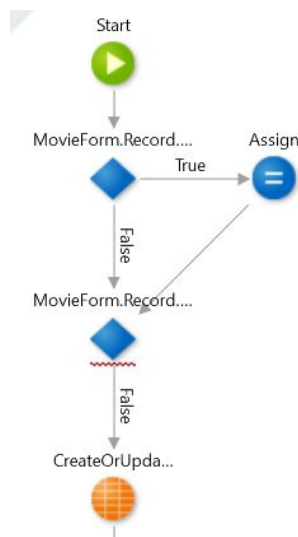 Start
MovieForm.Record....
True
Assign
False
MovieForm.Record....
False
CreateOrUpda...